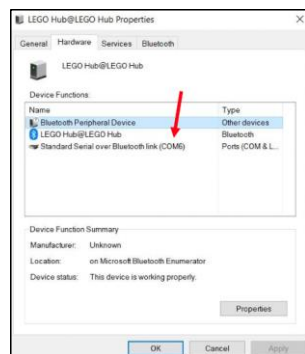 LEGO Hub@LEGO Hub Properties
General Hardware Services Bluetooth
LEGO Hub@LEGO Hub
Device Functions:
Name Type
Bluetooth Peripheral Device Other devices
LEGO Hub@LEGO Hub Bluetooth
Standard Serial over Bluetooth link (COM6) Ports (COM & L...
Device Function Summary
Manufacturer: Unknown
Location: on Microsoft Bluetooth Enumerator
Device status: This device is working properly.
Properties
OK Cancel Apply